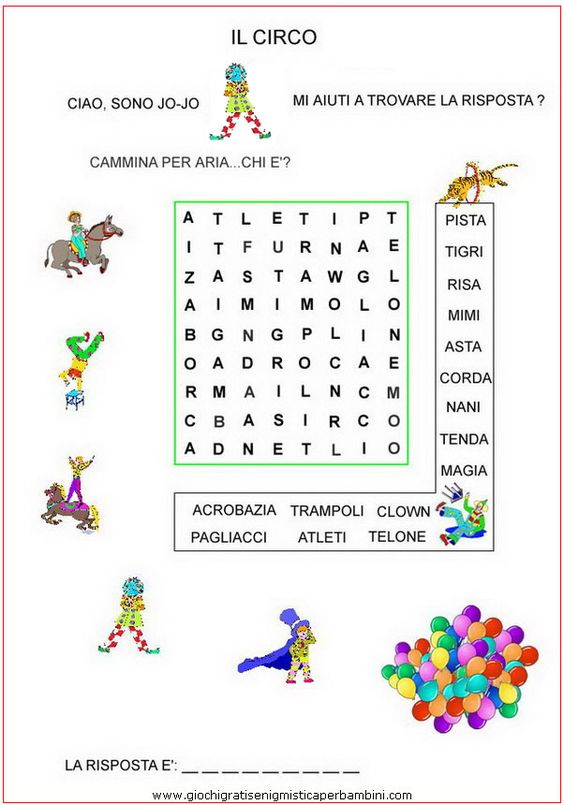 IL CIRCO
CIAO, SONO JO-JO
MI AIUTI A TROVARE LA RISPOSTA ?
CAMMINA PER ARIA...CHI E'?
A T L E T I P T
I T F U R N A E
Z A S T A W G L
A I M I M O L O
B G N G P L I N
O A D R O C A E
R M A I L N C M
C B A S I R C O
A D N E T L I O
PISTA
TIGRI
RISA
MIMI
ASTA
CORDA
NANI
TENDA
MAGIA
ACROBAZIA TRAMPOLI CLOWN
PAGLIACCI ATLETI TELONE
LA RISPOSTA E': _ _ _ _ _ _ _ _ _ _
www.giochigratisenigmisticaperbambini.com